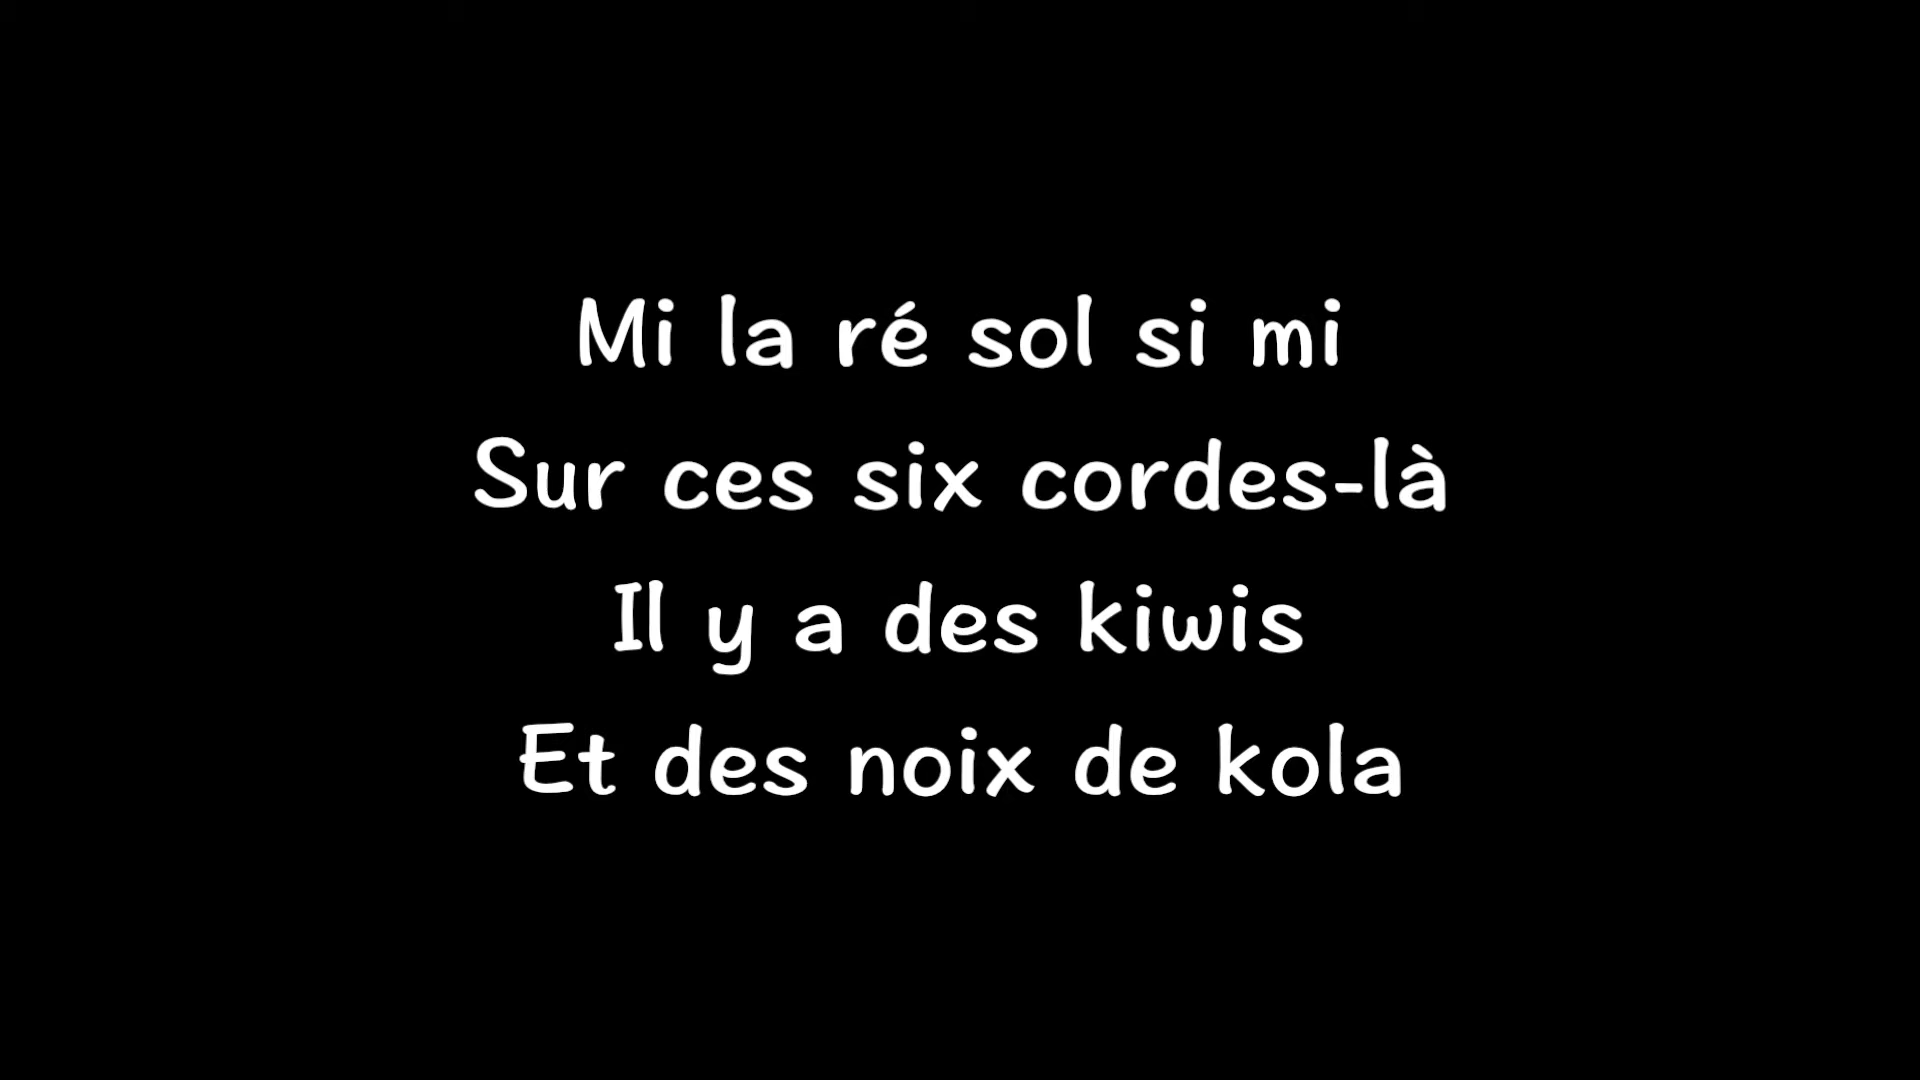 Mi la ré sol si mi
Sur ces six cordes-là
Il y a des kiwis
Et des noix de kola